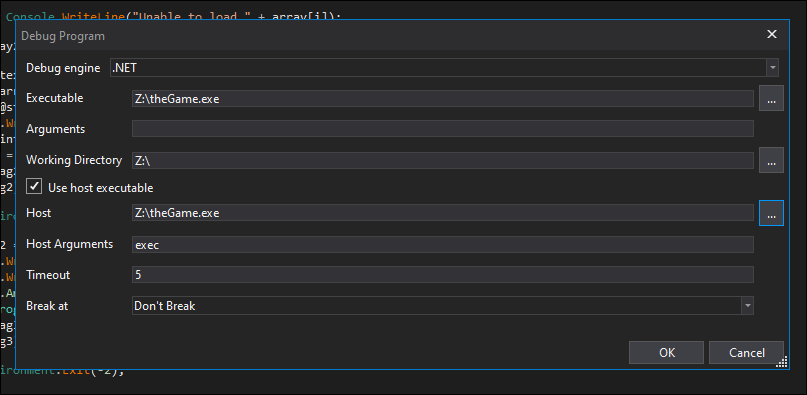 Console.WriteLine("Unable to load " + array[i]);
Debug Program
Debug engine .NET
Executable Z:\theGame.exe ...
Arguments
Working Directory Z:\ ...
Use host executable
Host Z:\theGame.exe ...
Host Arguments exec
Timeout 5
Break at Don't Break
OK Cancel
ironment.Exit(-2);